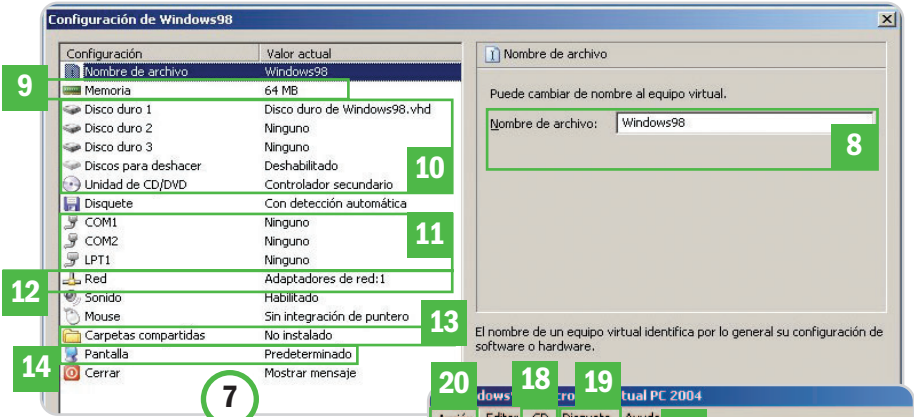 Configuración de Windows98
Configuración Valor actual
Nombre de archivo Windows98
9
Memoria 64 MB
Disco duro 1 Disco duro de Windows98.vhd
Disco duro 2 Ninguno
Disco duro 3 Ninguno
Discos para deshacer Deshabilitado
10
Unidad de CD/DVD Controlador secundario
Disquete Con detección automática
COM1 Ninguno
11
COM2 Ninguno
LPT1 Ninguno
12
Red Adaptadores de red:1
Sonido Habilitado
Mouse Sin integración de puntero
13
Carpetas compartidas No instalado
14
Pantalla Predeterminado
Cerrar Mostrar mensaje
7
Nombre de archivo
Puede cambiar de nombre al equipo virtual.
Nombre de archivo: Windows98
8
El nombre de un equipo virtual identifica por lo general su configuración de
software o hardware.
20 18 19
tual PC 2004
Editar CD Disquete Ayuda